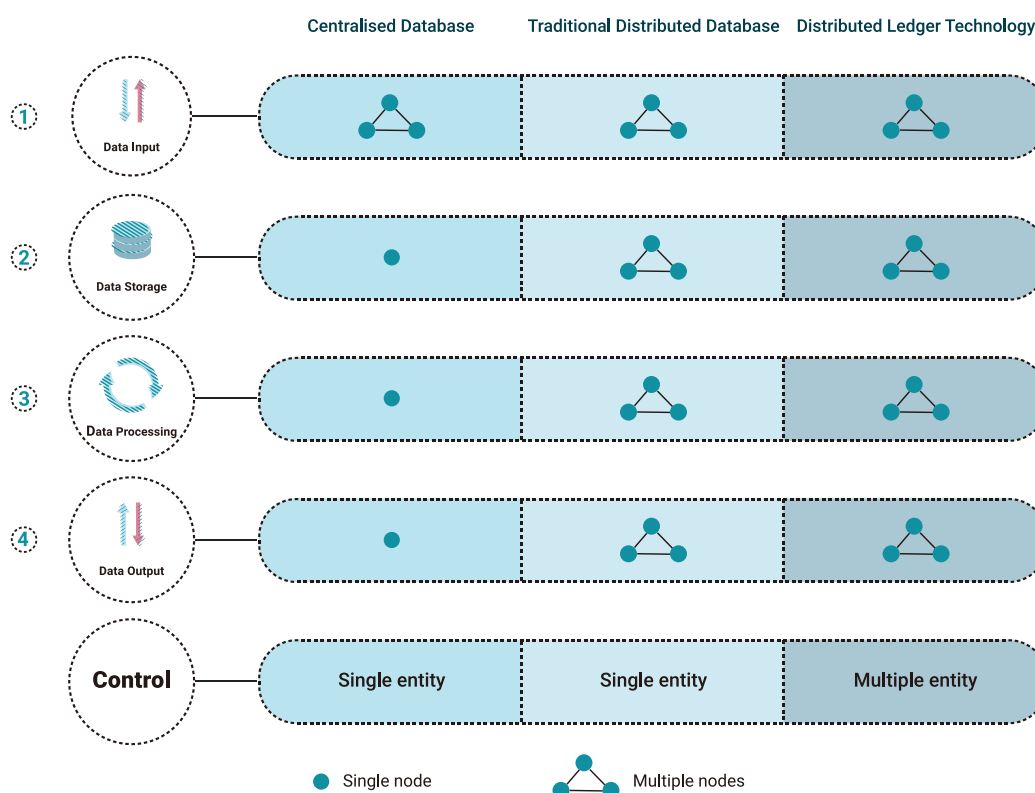 Centralised Database Traditional Distributed Database Distributed Ledger Technology
1
Data Input
2
Data Storage
3
Data Processing
4
Data Output
Control
Single entity
Single entity
Multiple entity
Single node
Multiple nodes